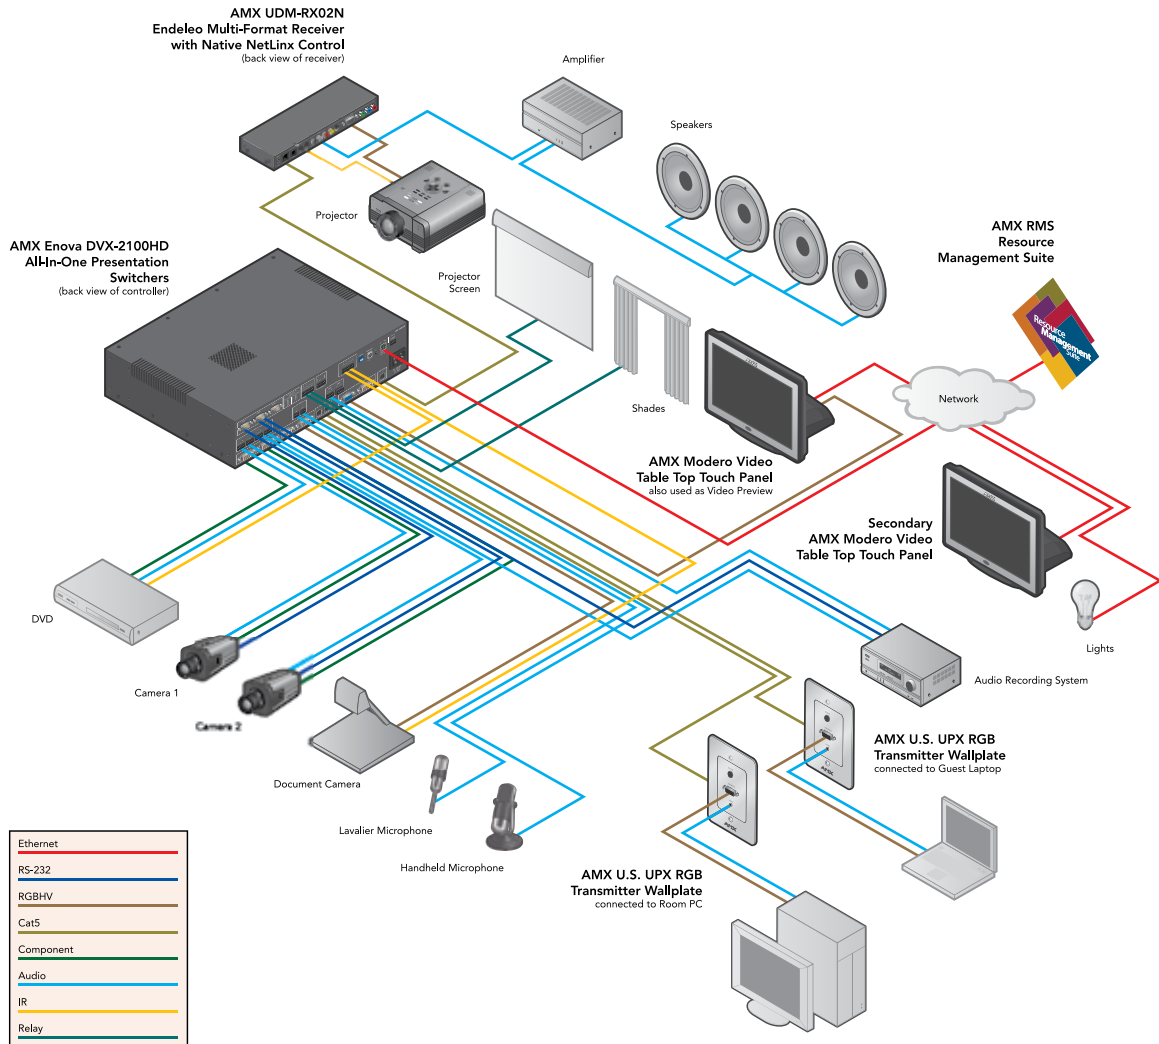 AMX UDM-RX02N
Endeleo Multi-Format Receiver
with Native NetLinx Control
(back view of receiver)
Amplifier
Speakers
Projector
AMX Enova DVX-2100HD
All-In-One Presentation
Switchers
(back view of controller)
Projector
Screen
AMX RMS
Resource
Management Suite
Resource
Management
Suite
Shades
Network
AMX Modero Video
Table Top Touch Panel
also used as Video Preview
Secondary
AMX Modero Video
Table Top Touch Panel
DVD
Lights
Camera 1
Audio Recording System
Camera 2
Document Camera
AMX U.S. UPX RGB
Transmitter Wallplate
connected to Guest Laptop
AMX
Lavalier Microphone
AMX
Handheld Microphone
AMX U.S. UPX RGB
Transmitter Wallplate
connected to Room PC
Ethernet
RS-232
RGBHV
Cat5
Component
Audio
IR
Relay